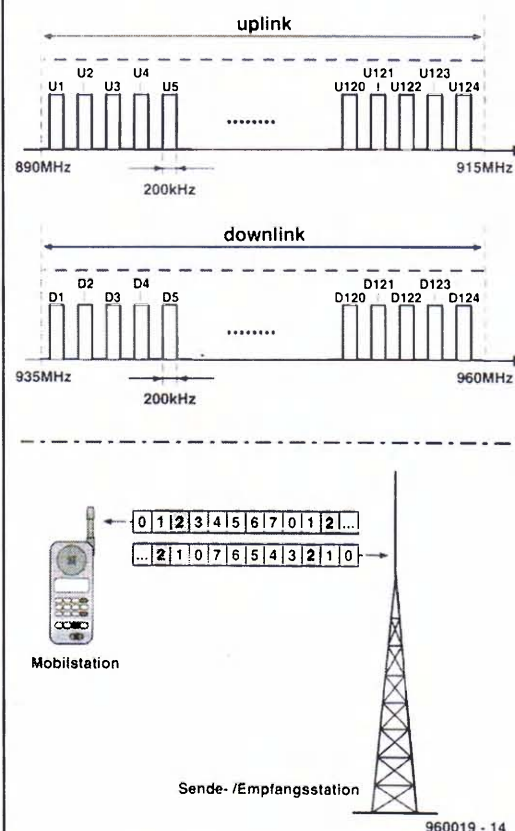 uplink
U2 U4 U121 U123
U1 U3 U5 ........ U120 U122 U124
890MHz 915MHz
200kHz
downlink
D2 D4 D121 D123
D1 D3 D5 ........ D120 D122 D124
935MHz 960MHz
200kHz
0 1 2 3 4 5 6 7 0 1 2 ...
... 2 1 0 7 6 5 4 3 2 1 0
Mobilstation
Sende- /Empfangsstation
960019 - 14